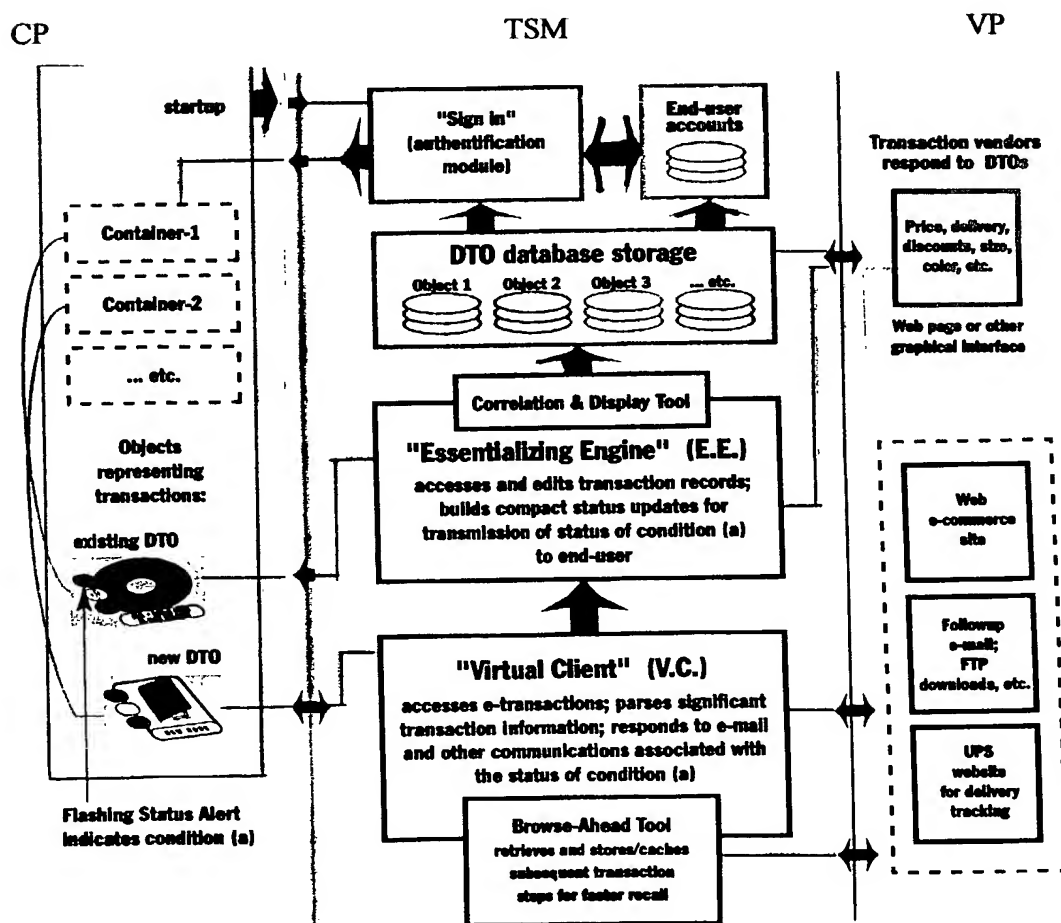 CP
TSM
VP
startup
"Sign in"
(authentification
module)
End-user
accounts
Transaction vendors
respond to DTOs
Container-1
Container-2
... etc.
DTO database storage
Object 1
Object 2
Object 3
... etc.
Price, delivery,
discounts, size,
color, etc.
Web page or other
graphical interface
Correlation & Display Tool
"Essentializing Engine" (E.E.)
accesses and edits transaction records;
builds compact status updates for
transmission of status of condition (a)
to end-user
Objects
representing
transactions:
existing DTO
new DTO
Web
e-commerce
site
Followup
e-mail;
FTP
downloads, etc.
UPS
website
for delivery
tracking
"Virtual Client" (V.C.)
accesses e-transactions; parses significant
transaction information; responds to e-mail
and other communications associated with
the status of condition (a)
Browse-Ahead Tool
retrieves and stores/caches
subsequent transaction
steps for faster recall
Flashing Status Alert
indicates condition (a)